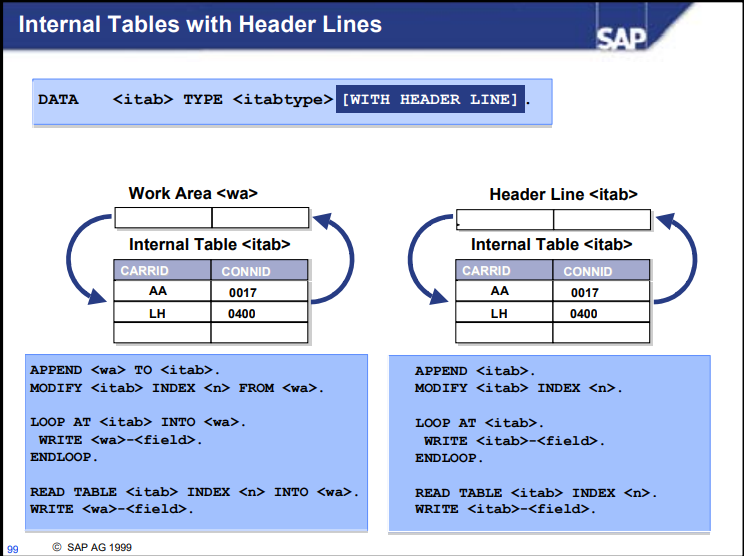 Internal Tables with Header Lines
SAP
DATA <itab> TYPE <itabtype> [WITH HEADER LINE] .
Work Area <wa>
Internal Table <itab>
CARRID CONNID
AA 0017
LH 0400
APPEND <wa> TO <itab>.
MODIFY <itab> INDEX <n> FROM <wa>.
LOOP AT <itab> INTO <wa>.
WRITE <wa>-<field>.
ENDLOOP.
READ TABLE <itab> INDEX <n> INTO <wa>.
WRITE <wa>-<field>.
Header Line <itab>
Internal Table <itab>
CARRID CONNID
AA 0017
LH 0400
APPEND <itab>.
MODIFY <itab> INDEX <n>.
LOOP AT <itab>.
WRITE <itab>-<field>.
ENDLOOP.
READ TABLE <itab> INDEX <n>.
WRITE <itab>-<field>.
99 © SAP AG 1999